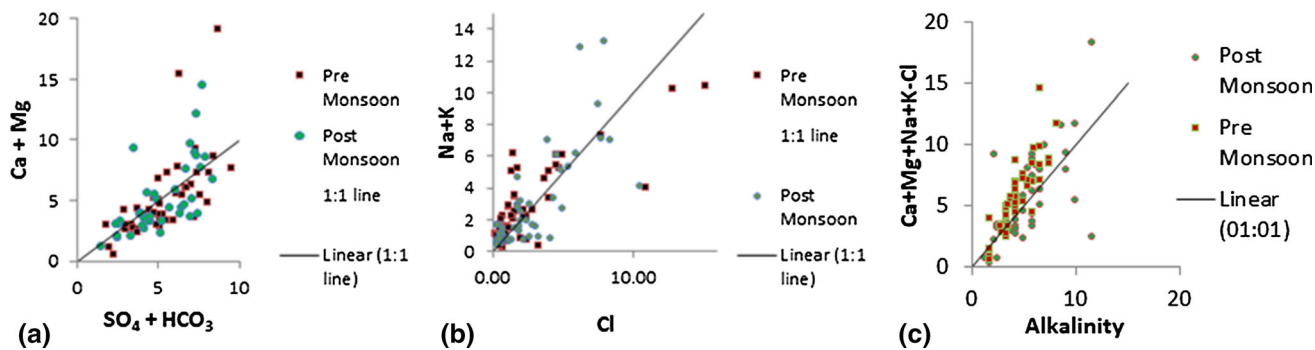 Ca + Mg
20
15
10
5
0
0 5 10
SO4 + HCO3
(a)
Pre
Monsoon
Post
Monsoon
1:1 line
Linear (1:1
line)
Na+K
14
12
10
8
6
4
2
0
0.00 10.00
Cl
(b)
Pre
Monsoon
1:1 line
Post
Monsoon
Linear (1:1
line)
Ca+Mg+Na+K-Cl
20
15
10
5
0
0 10 20
Alkalinity
(c)
Post
Monsoon
Pre
Monsoon
Linear
(01:01)